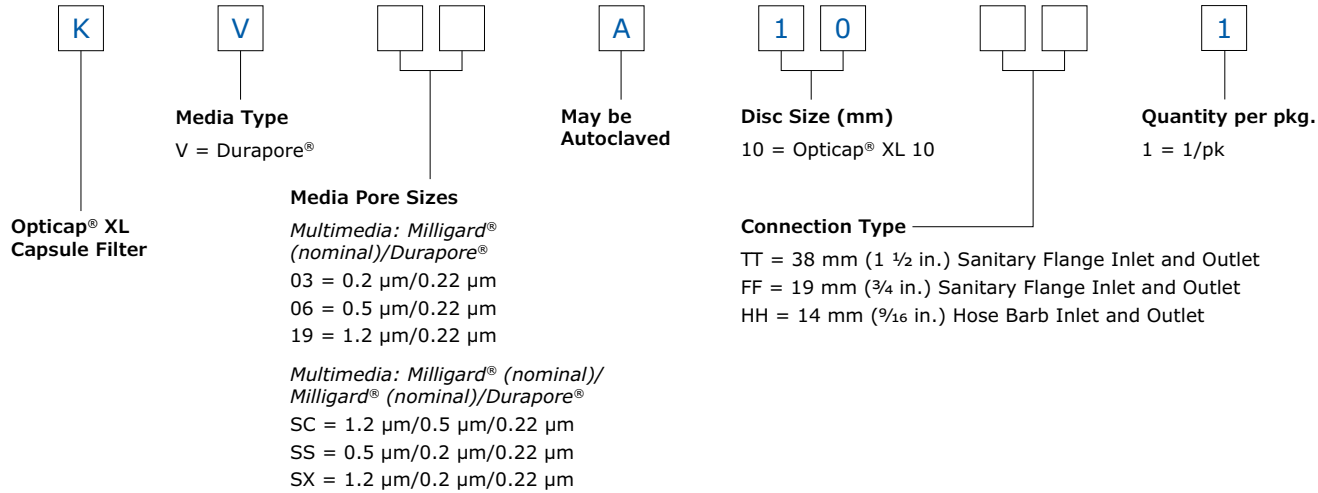 K V A 1 0 1
Media Type
V = Durapore®
May be
Autoclaved
Disc Size (mm)
10 = Opticap® XL 10
Quantity per pkg.
1 = 1/pk
Opticap® XL
Capsule Filter
Media Pore Sizes
Multimedia: Milligard®
(nominal)/Durapore®
03 = 0.2 µm/0.22 µm
06 = 0.5 µm/0.22 µm
19 = 1.2 µm/0.22 µm
Multimedia: Milligard® (nominal)/
Milligard® (nominal)/Durapore®
SC = 1.2 µm/0.5 µm/0.22 µm
SS = 0.5 µm/0.2 µm/0.22 µm
SX = 1.2 µm/0.2 µm/0.22 µm
Connection Type
TT = 38 mm (1 ½ in.) Sanitary Flange Inlet and Outlet
FF = 19 mm (¾ in.) Sanitary Flange Inlet and Outlet
HH = 14 mm (⁹⁄₁₆ in.) Hose Barb Inlet and Outlet